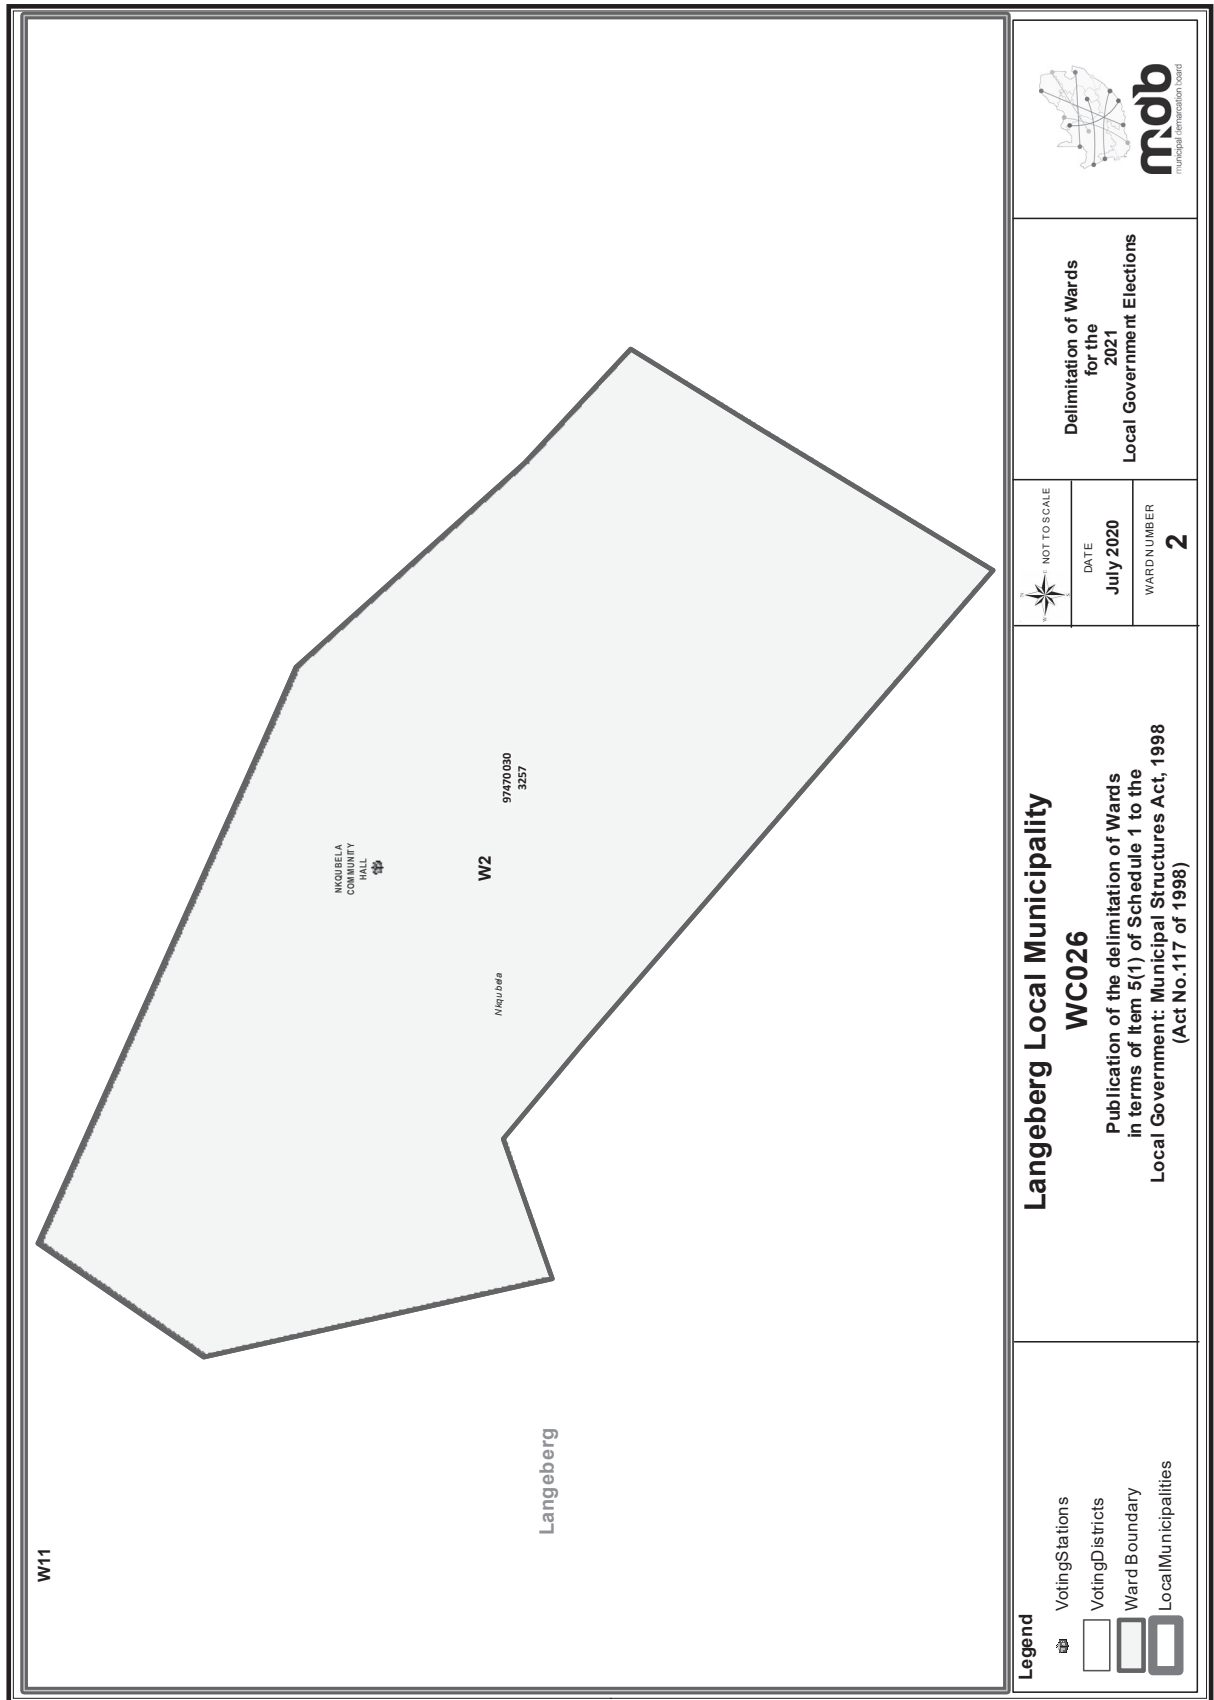 W11
NKQUBELA
COMMUNITY
HALL
W2
97470030
3257
Nkqubela
Langeberg
Legend
VotingStations
VotingDistricts
Ward Boundary
LocalMunicipalities
Langeberg Local Municipality
WC026
Publication of the delimitation of Wards
in terms of Item 5(1) of Schedule 1 to the
Local Government: Municipal Structures Act, 1998
(Act No.117 of 1998)
N
W
E
S
NOT TO SCALE
DATE
July 2020
WARDNUMBER
2
Delimitation of Wards
for the
2021
Local Government Elections
mdb
municipal demarcation board